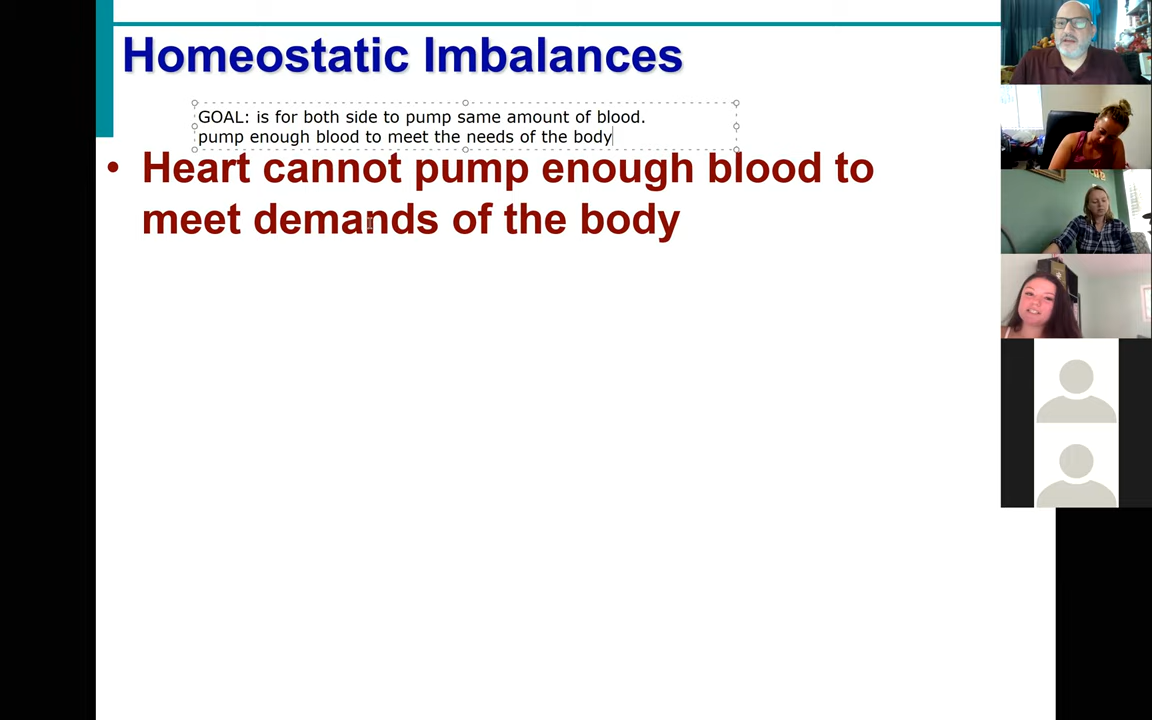 Homeostatic Imbalances
GOAL: is for both side to pump same amount of blood.
pump enough blood to meet the needs of the body
• Heart cannot pump enough blood to
meet demands of the body